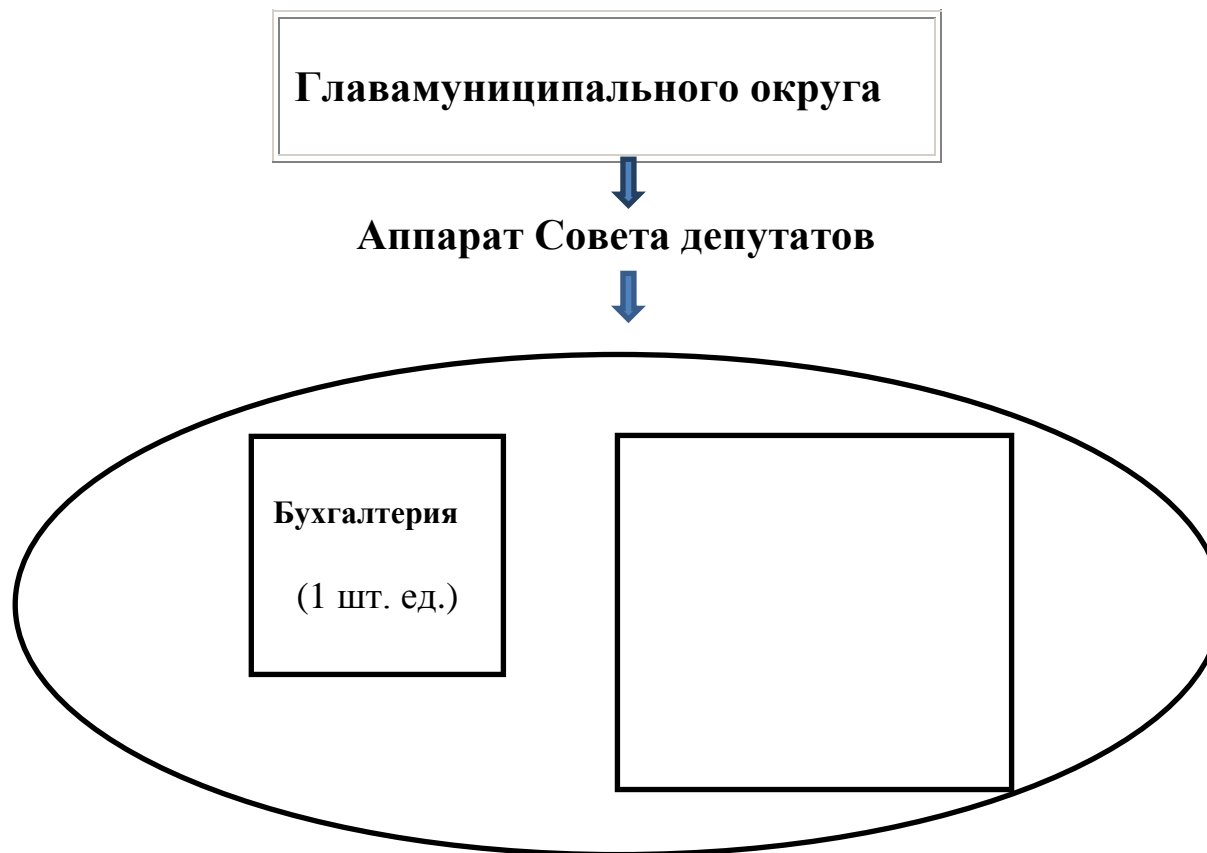 Главамуниципального округа
Аппарат Совета депутатов
Бухгалтерия
(1 шт. ед.)